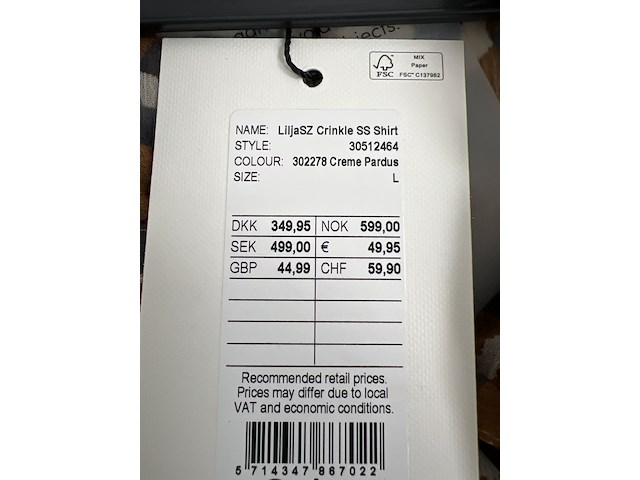 jects.
MIX
Paper
FSC
FSC® C137982
NAME: LiljaSZ Crinkle SS Shirt
STYLE: 30512464
COLOUR: 302278 Creme Pardus
SIZE: L
DKK 349,95 NOK 599,00
SEK 499,00 € 49,95
GBP 44,99 CHF 59,90
Recommended retail prices.
Prices may differ due to local
VAT and economic conditions.
5 714347 867022